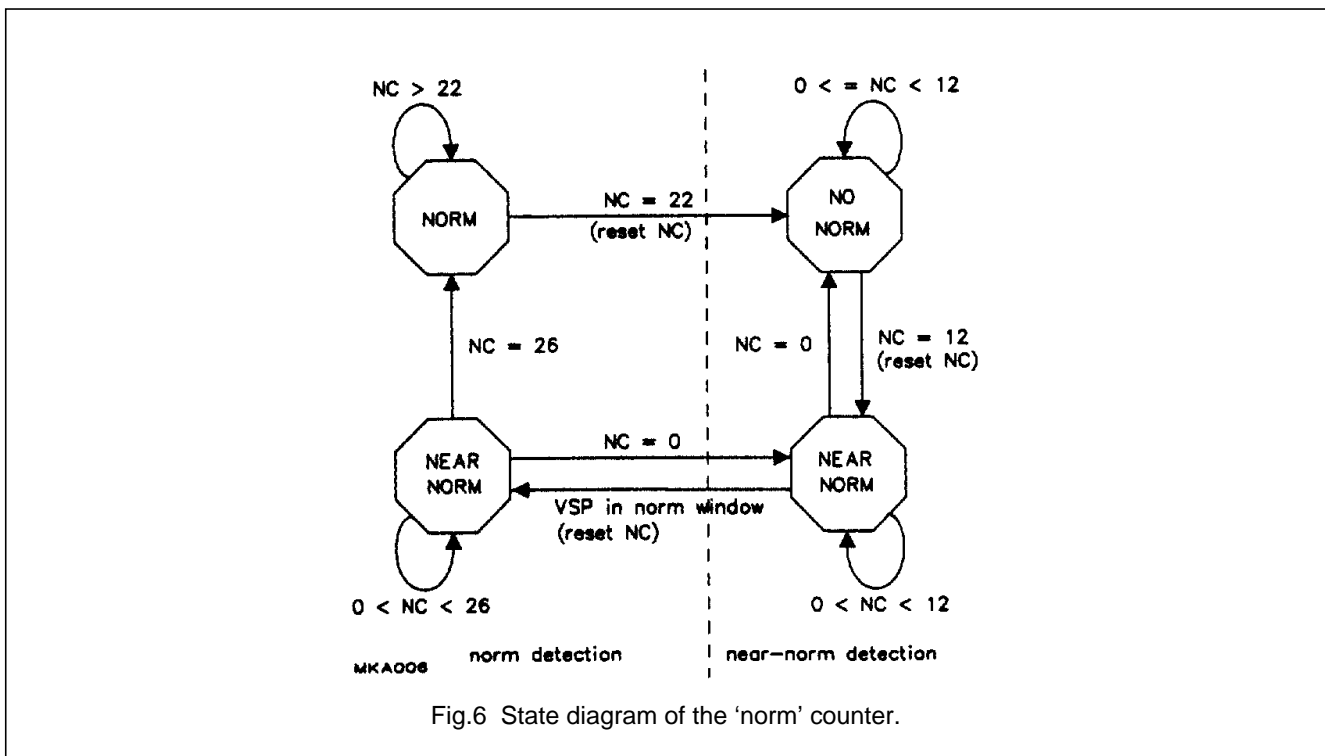 NC > 22
0 < = NC < 12
NORM
NC = 22
(reset NC)
NO
NORM
NC = 26
NC = 0
NC = 12
(reset NC)
NEAR
NORM
NC = 0
VSP in norm window
(reset NC)
NEAR
NORM
0 < NC < 26
0 < NC < 12
MKA006
norm detection
near-norm detection
Fig.6 State diagram of the ‘norm’ counter.